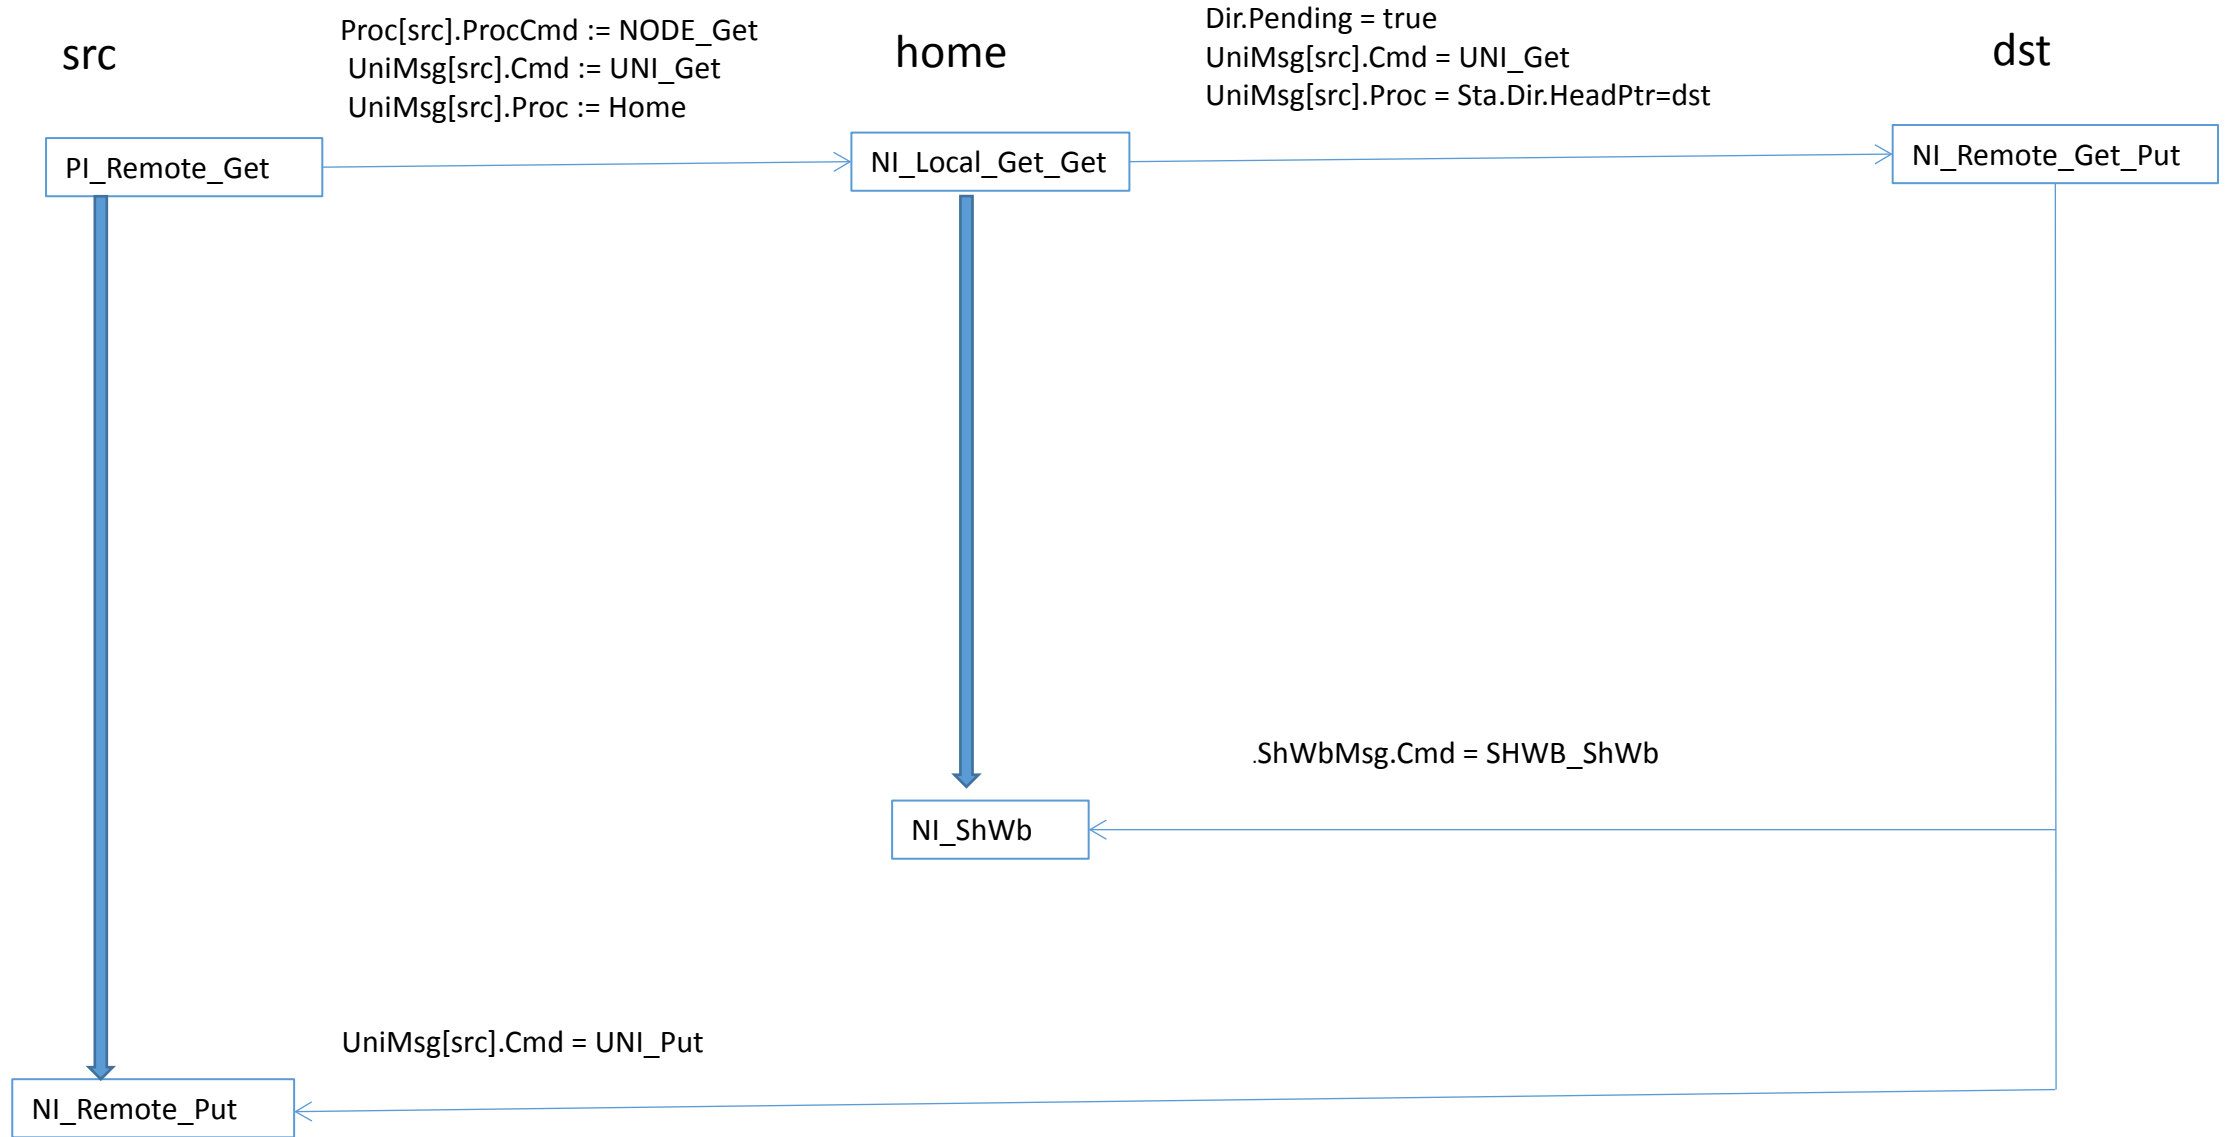 src
Proc[src].ProcCmd := NODE_Get
UniMsg[src].Cmd := UNI_Get
UniMsg[src].Proc := Home
home
Dir.Pending = true
UniMsg[src].Cmd = UNI_Get
UniMsg[src].Proc = Sta.Dir.HeadPtr=dst
dst
PI_Remote_Get
NI_Local_Get_Get
NI_Remote_Get_Put
.ShWbMsg.Cmd = SHWB_ShWb
NI_ShWb
UniMsg[src].Cmd = UNI_Put
NI_Remote_Put